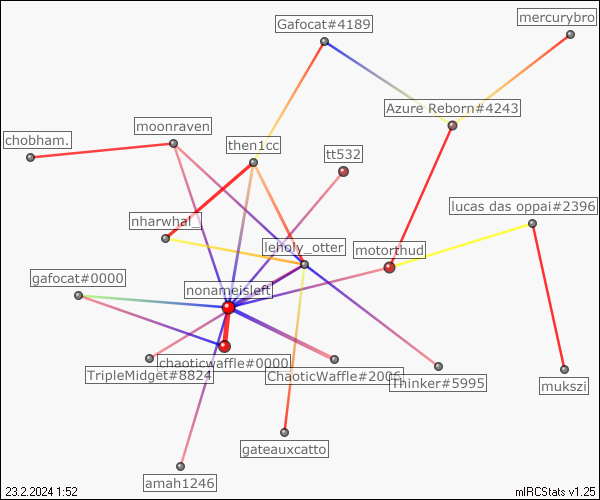 mercurybro
Gafocat#4189
Azure Reborn#4243
moonraven
chobham.
then1cc
tt532
lucas das oppai#2396
nharwhal_
leholy_otter
motorthud
gafocat#0000
nonameisleft
chaoticwaffle#0000
TripleMidget#8824
ChaoticWaffle#2006
Thinker#5995
mukszi
gateauxcatto
amah1246
23.2.2024 1:52
mIRCStats v1.25